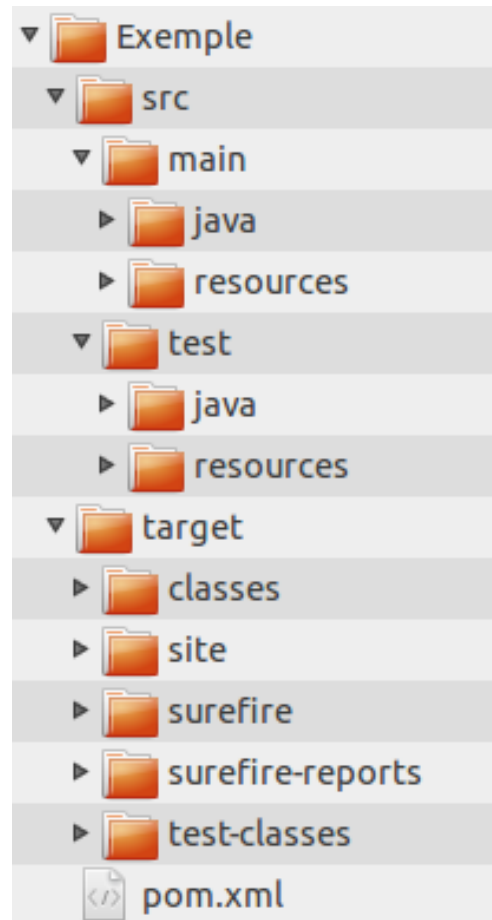 Exemple
src
main
java
resources
test
java
resources
target
classes
site
surefire
surefire-reports
test-classes
pom.xml